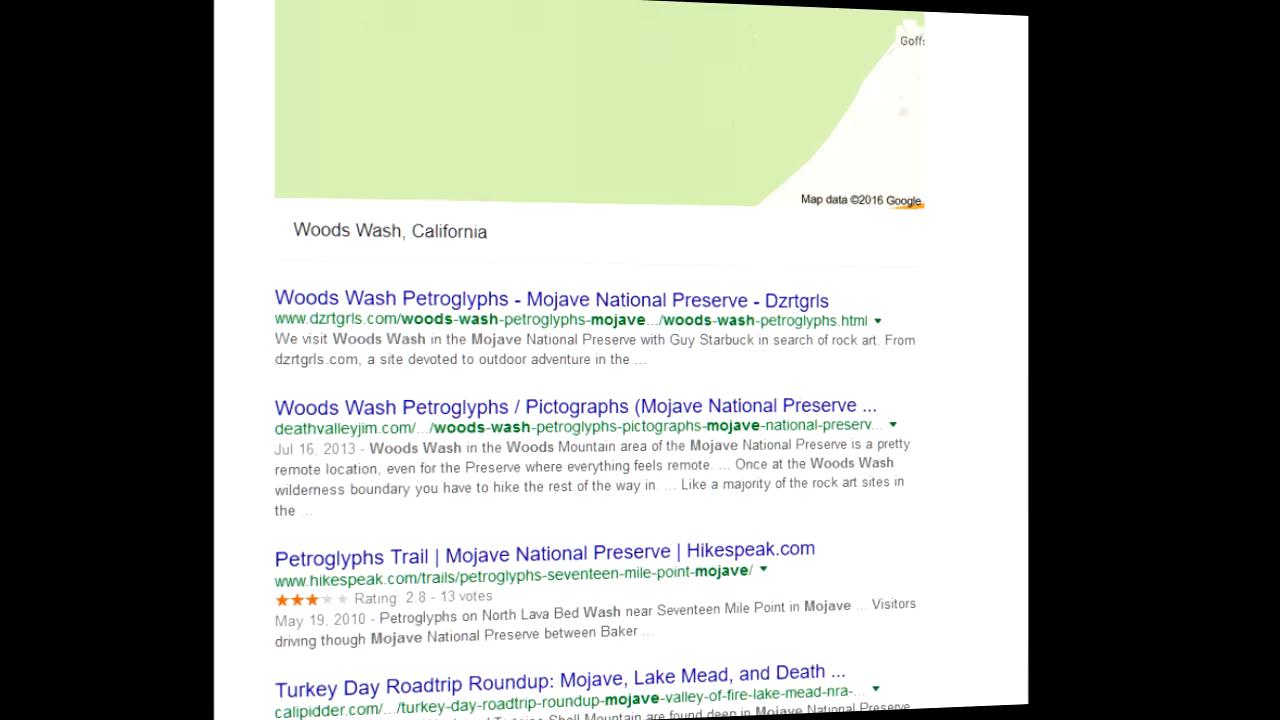 Goffs
Map data ©2016 Google
Woods Wash, California
Woods Wash Petroglyphs - Mojave National Preserve - Dzrtgrls
www.dzrtgrls.com/woods-wash-petroglyphs-mojave.../woods-wash-petroglyphs.html
We visit Woods Wash in the Mojave National Preserve with Guy Starbuck in search of rock art. From
dzrtgrls.com, a site devoted to outdoor adventure in the ...
Woods Wash Petroglyphs / Pictographs (Mojave National Preserve ...
deathvalleyjim.com/.../woods-wash-petroglyphs-pictographs-mojave-national-preserv...
Jul 16, 2013 - Woods Wash in the Woods Mountain area of the Mojave National Preserve is a pretty
remote location, even for the Preserve where everything feels remote. ... Once at the Woods Wash
wilderness boundary you have to hike the rest of the way in. ... Like a majority of the rock art sites in
the ...
Petroglyphs Trail | Mojave National Preserve | Hikespeak.com
www.hikespeak.com/trails/petroglyphs-seventeen-mile-point-mojave/
Rating: 2.8 - 13 votes
May 19, 2010 - Petroglyphs on North Lava Bed Wash near Seventeen Mile Point in Mojave ... Visitors
driving though Mojave National Preserve between Baker ...
Turkey Day Roadtrip Roundup: Mojave, Lake Mead, and Death ...
calipidder.com/.../turkey-day-roadtrip-roundup-mojave-valley-of-fire-lake-mead-nra-...
Shell Mountain are found deep in Mojave National Preserve